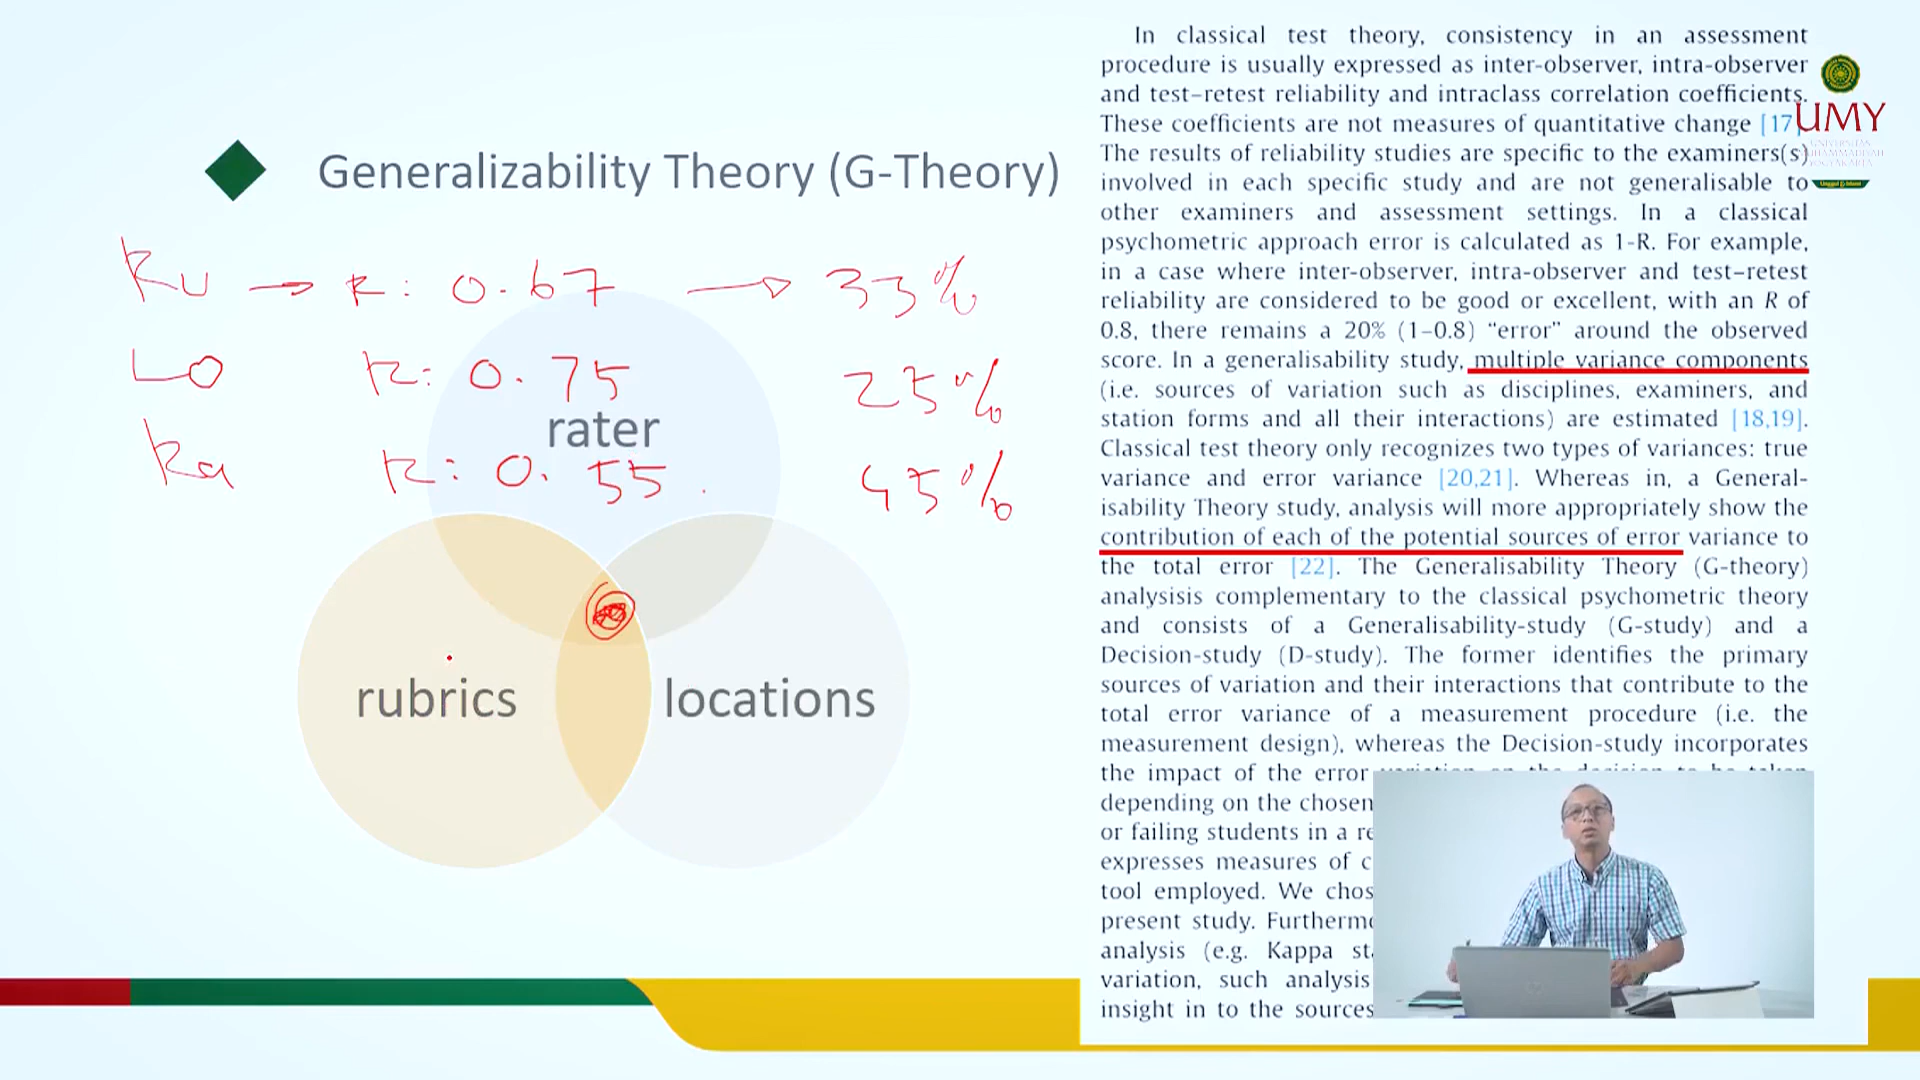 Generalizability Theory (G-Theory)
Ru → R: 0.67 → 33%
LO R: 0.75 25%
Ra R: 0.55 45%
rater
rubrics
locations
In classical test theory, consistency in an assessment
procedure is usually expressed as inter-observer, intra-observer
and test–retest reliability and intraclass correlation coefficients.
These coefficients are not measures of quantitative change [17]
The results of reliability studies are specific to the examiners(s)
involved in each specific study and are not generalisable to
other examiners and assessment settings. In a classical
psychometric approach error is calculated as 1-R. For example,
in a case where inter-observer, intra-observer and test–retest
reliability are considered to be good or excellent, with an R of
0.8, there remains a 20% (1–0.8) “error” around the observed
score. In a generalisability study, multiple variance components
(i.e. sources of variation such as disciplines, examiners, and
station forms and all their interactions) are estimated [18,19].
Classical test theory only recognizes two types of variances: true
variance and error variance [20,21]. Whereas in, a General-
isability Theory study, analysis will more appropriately show the
contribution of each of the potential sources of error variance to
the total error [22]. The Generalisability Theory (G-theory)
analysisis complementary to the classical psychometric theory
and consists of a Generalisability-study (G-study) and a
Decision-study (D-study). The former identifies the primary
sources of variation and their interactions that contribute to the
total error variance of a measurement procedure (i.e. the
measurement design), whereas the Decision-study incorporates
the impact of the error
depending on the chosen
or failing students in a
expresses measures of
tool employed. We
present study.
analysis (e.g. Kappa
variation, such analysis
insight in to the sources
UMY